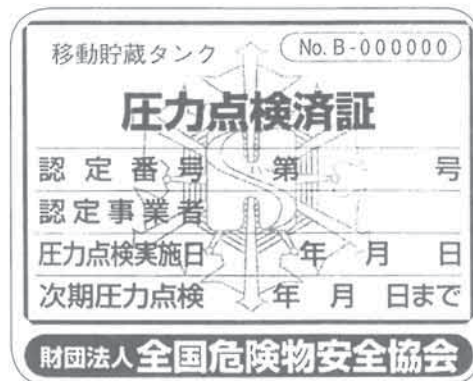 移動貯蔵タンク No.B-000000
圧力点検済証
認定番号 第 号
認定事業者
圧力点検実施日 年 月 日
次期圧力点検 年 月 日まで
財団法人全国危険物安全協会